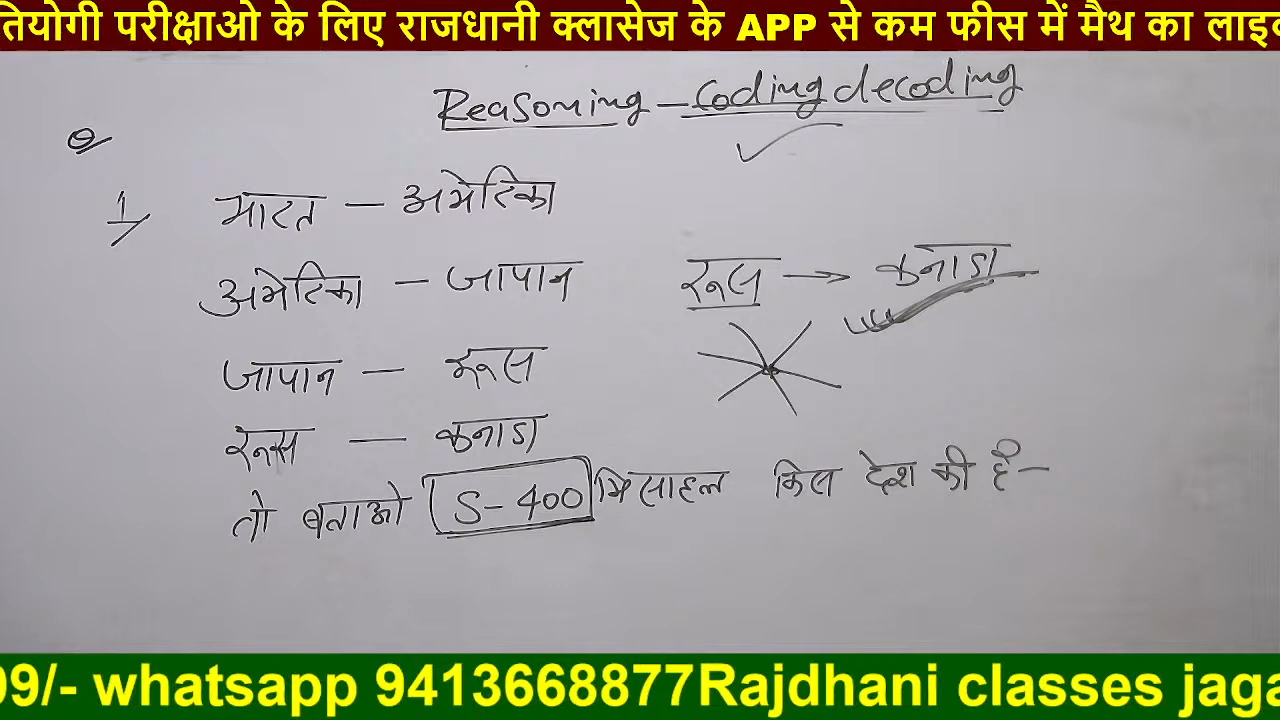 तियोगी परीक्षाओ के लिए राजधानी क्लासेज के APP से कम फीस में मैथ का लाइव
Reasoning - Coding decoding
Q
1 भारत - अमेरिका
अमेरिका - जापान
रूस → कनाडा
जापान - रूस
रूस - कनाडा
तो बताओ S-400 मिसाइल किस देश की है -
99/- whatsapp 9413668877Rajdhani classes jaga